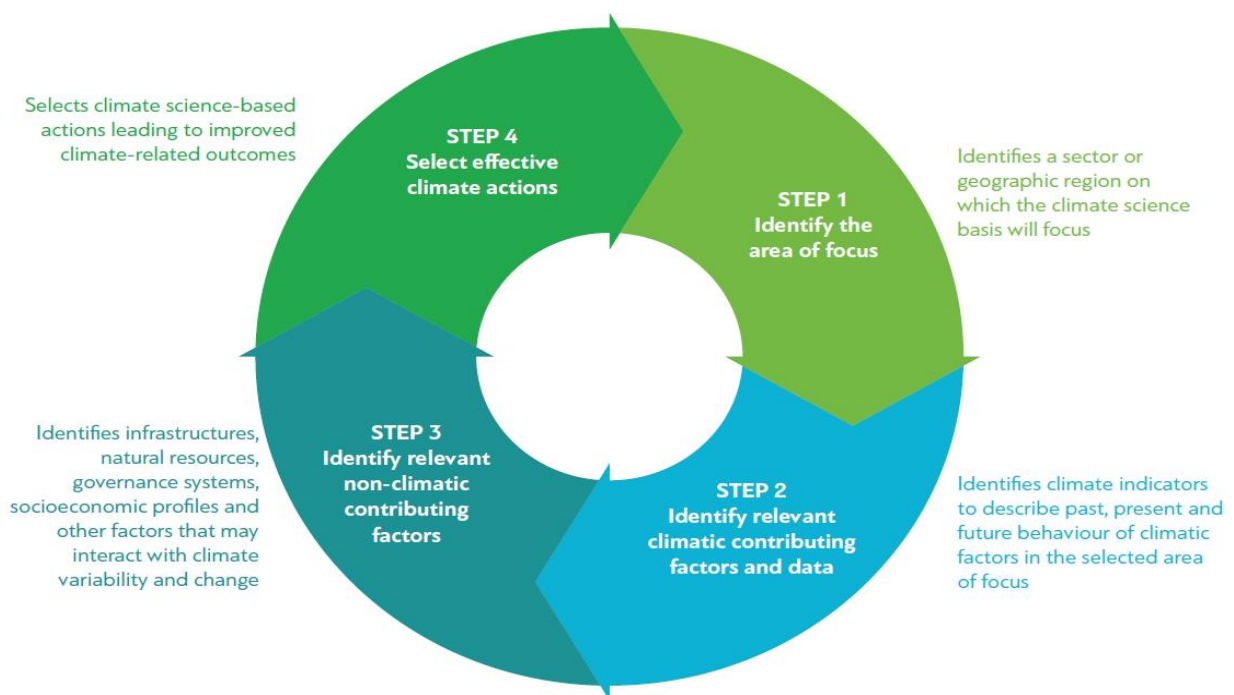 STEP 1
Identify the
area of focus
Identifies a sector or
geographic region on
which the climate science
basis will focus
STEP 2
Identify relevant
climatic contributing
factors and data
Identifies climate indicators
to describe past, present and
future behaviour of climatic
factors in the selected area
of focus
STEP 3
Identify relevant
non-climatic
contributing
factors
Identifies infrastructures,
natural resources,
governance systems,
socioeconomic profiles and
other factors that may
interact with climate
variability and change
STEP 4
Select effective
climate actions
Selects climate science-based
actions leading to improved
climate-related outcomes